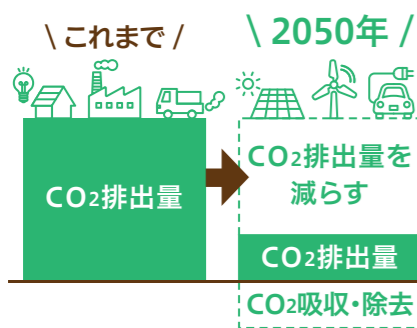 \ これまで /
\ 2050年 /
CO2排出量
CO2排出量を
減らす
CO2排出量
CO2吸収・除去